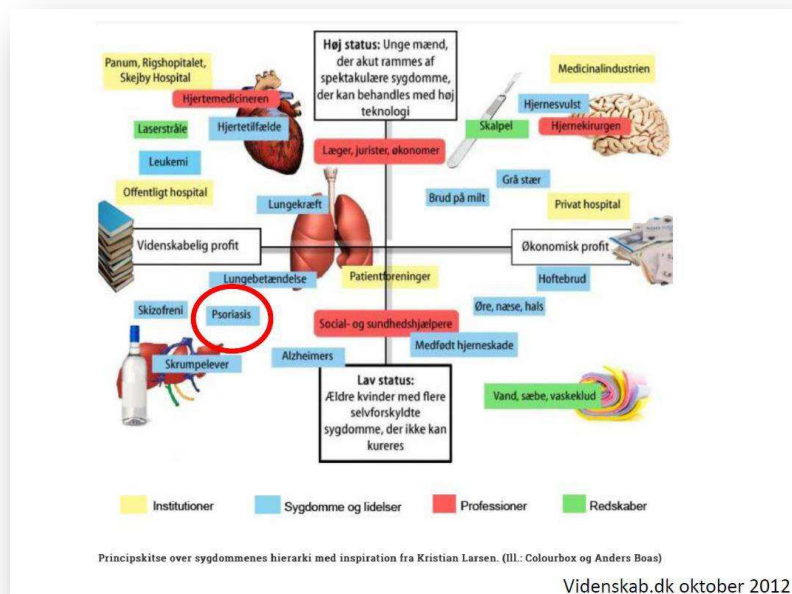 Høj status: Unge mænd,
der akut rammes af
spektakulære sygdomme,
der kan behandles med høj
teknologi
Panum, Rigshopitalet,
Skejby Hospital
Medicinalindustrien
Hjertemedicineren
Hjernesvulst
Laserstråle
Hjertetilfælde
Skalpel
Hjernekirurgen
Læger, jurister, økonomer
Leukemi
Grå stær
Offentligt hospital
Brud på milt
Lungekræft
Privat hospital
Videnskabelig profit
Økonomisk profit
Lungebetændelse
Patientforeninger
Hoftebrud
Skizofreni
Psoriasis
Øre, næse, hals
Social- og sundhedshjælpere
Medfødt hjerneskade
Alzheimers
Skrumpelever
Lav status:
Ældre kvinder med flere
selvforskyldte
sygdomme, der ikke kan
kureres
Vand, sæbe, vaskeklud
Institutioner
Sygdomme og lidelser
Professioner
Redskaber
Principskitse over sygdommenes hierarki med inspiration fra Kristian Larsen. (Ill.: Colourbox og Anders Boas)
Videnskab.dk oktober 2012